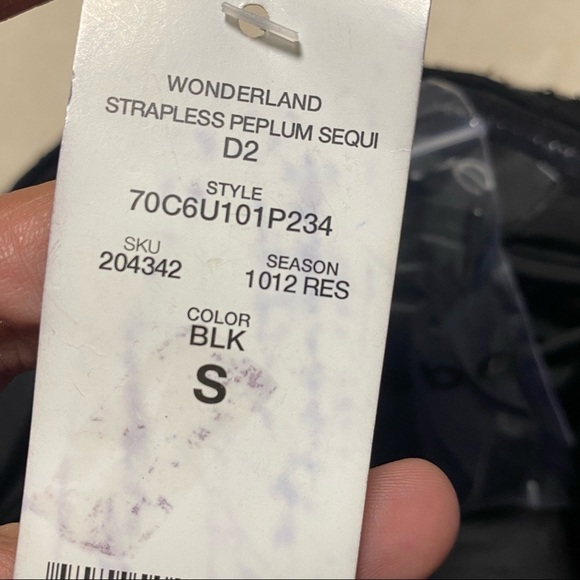 WONDERLAND
STRAPLESS PEPLUM SEQUI
D2
STYLE
70C6U101P234
SKU
204342
SEASON
1012 RES
COLOR
BLK
S